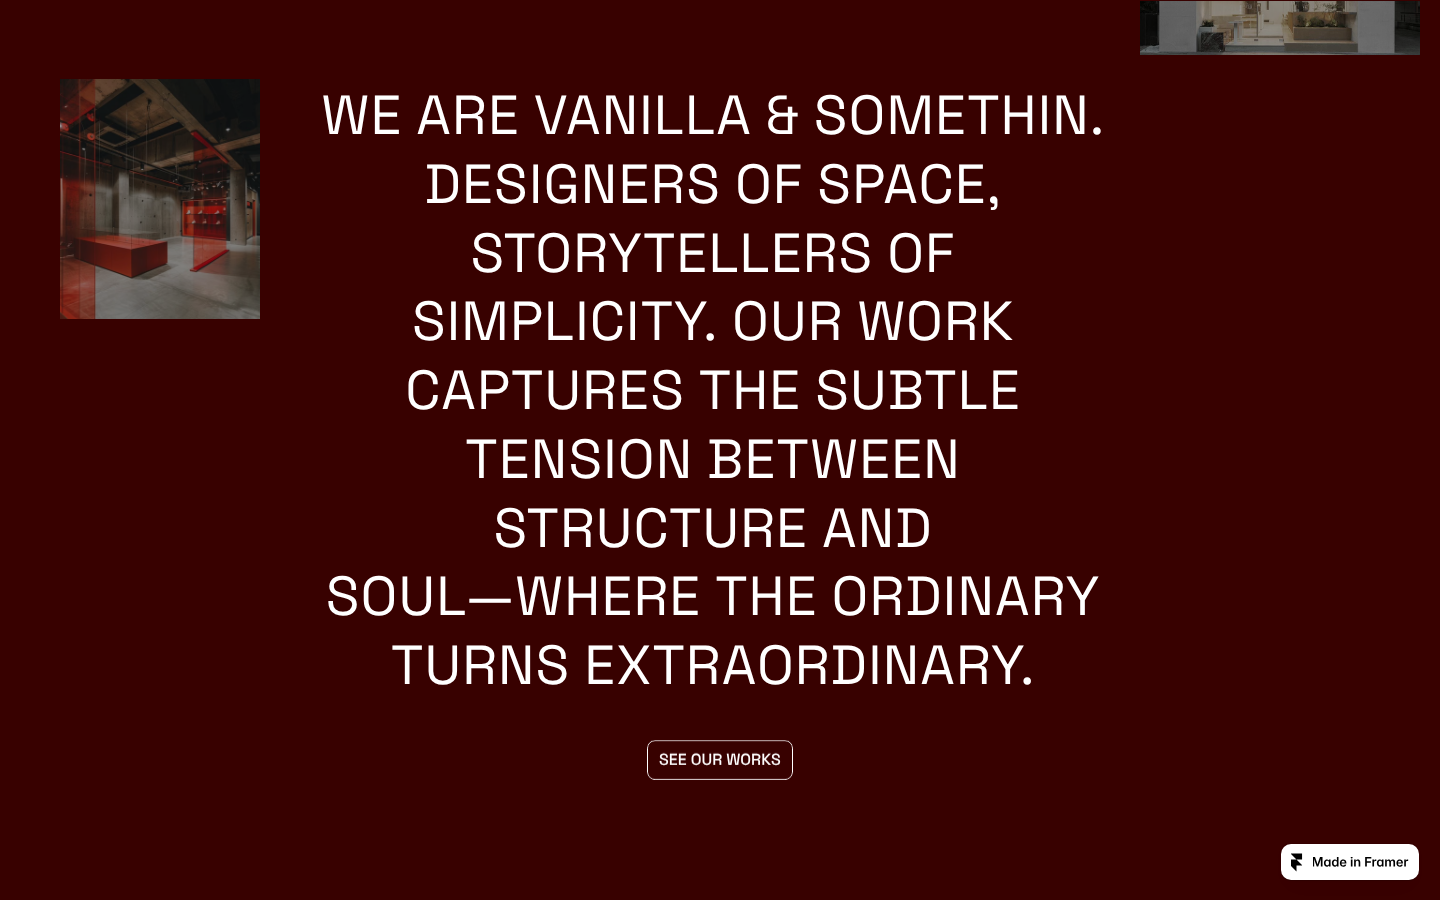 WE ARE VANILLA & SOMETHIN.
DESIGNERS OF SPACE,
STORYTELLERS OF
SIMPLICITY. OUR WORK
CAPTURES THE SUBTLE
TENSION BETWEEN
STRUCTURE AND
SOUL—WHERE THE ORDINARY
TURNS EXTRAORDINARY.
SEE OUR WORKS
Made in Framer